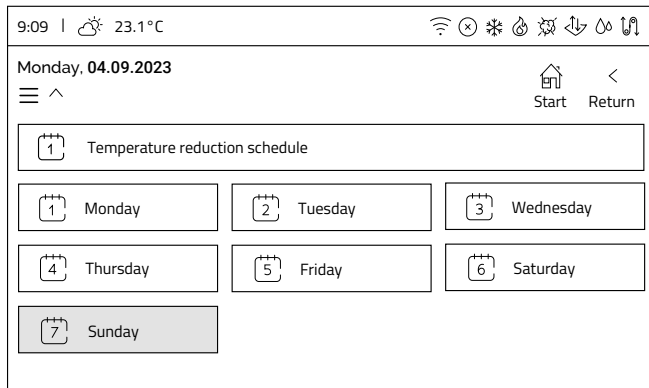 9:09 | 23.1°C
Monday, 04.09.2023
Start Return
1 Temperature reduction schedule
1 Monday 2 Tuesday 3 Wednesday
4 Thursday 5 Friday 6 Saturday
7 Sunday